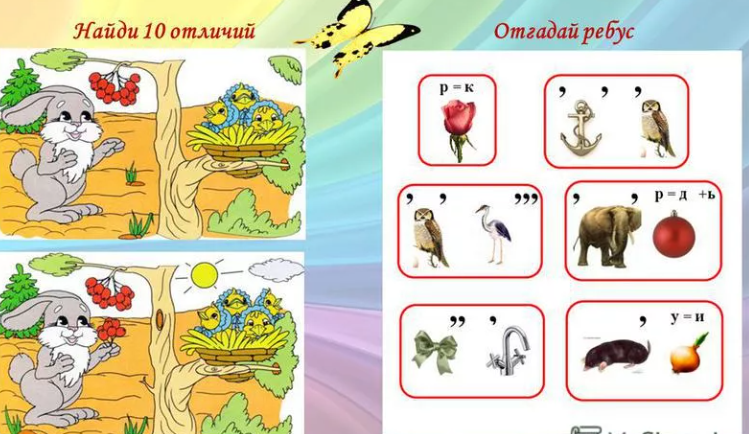 Найди 10 отличий
Отгадай ребус
р = к
, , ,
, , ,,,
, , р = д +ь
,, ,
, у = и